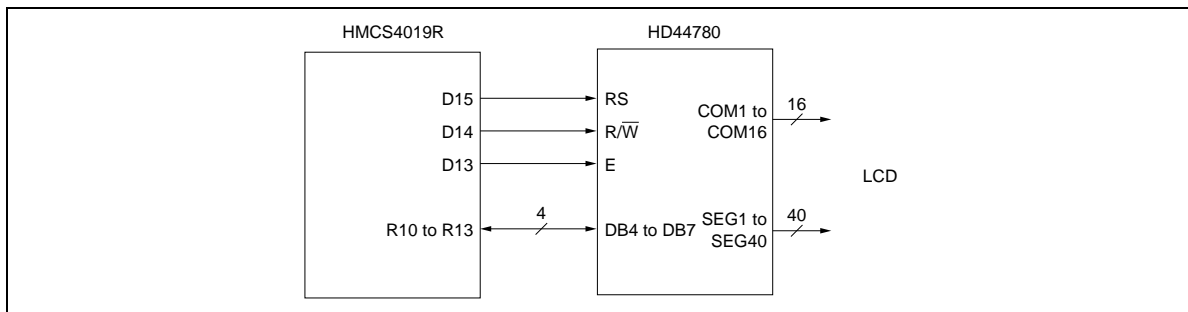 HMCS4019R
HD44780
D15
RS
D14
R/W̅
D13
E
R10 to R13
4
DB4 to DB7
COM1 to
COM16
16
SEG1 to
SEG40
40
LCD